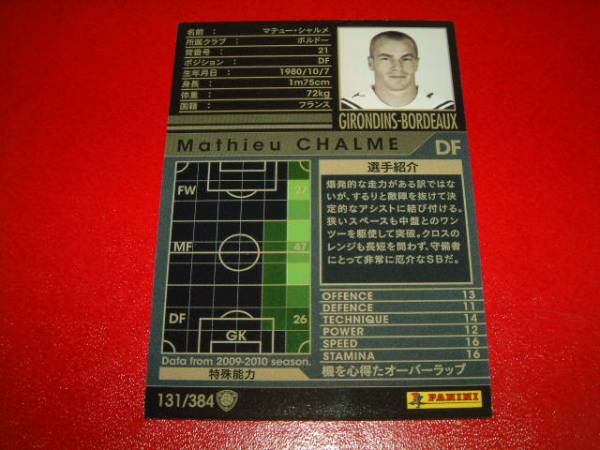 名前 : マテュー・シャルメ
所属クラブ : ボルドー
背番号 : 21
ポジション : DF
生年月日 : 1980/10/7
身長 : 1m75cm
体重 : 72kg
国籍 : フランス
GIRONDINS-BORDEAUX
Mathieu CHALME DF
FW 27
MF 47
DF 26
GK
Data from 2009-2010 season.
特殊能力
選手紹介
爆発的な走力がある訳ではな
いが、するりと敵陣を抜けて決
定的なアシストに結び付ける。
狭いスペースも中盤とのワン
ツーを駆使して突破。クロスの
レンジも長短を問わず、守備者
にとって非常に厄介なSBだ。
OFFENCE 13
DEFENCE 11
TECHNIQUE 14
POWER 12
SPEED 16
STAMINA 16
機を心得たオーバーラップ
131/384
PANINI